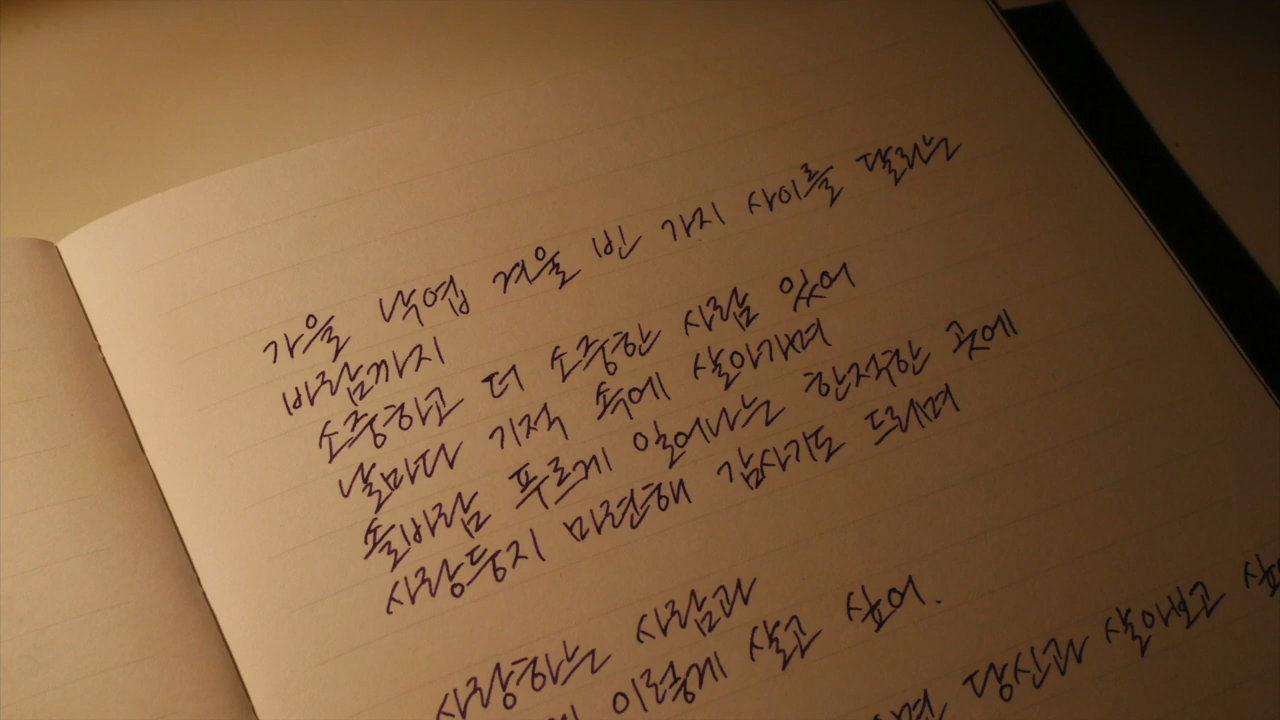 가을 낙엽 겨울 빈 가지 사이를 달리는
바람까지
소중하고 더 소중한 사람 있어
날마다 기적 속에 살아가며
솔바람 푸르게 일어나는 한적한 곳에
사랑둥지 마련해 감사기도 드리며
사랑하는 사람과
이렇게 살고 싶어.
당신과 살아보고